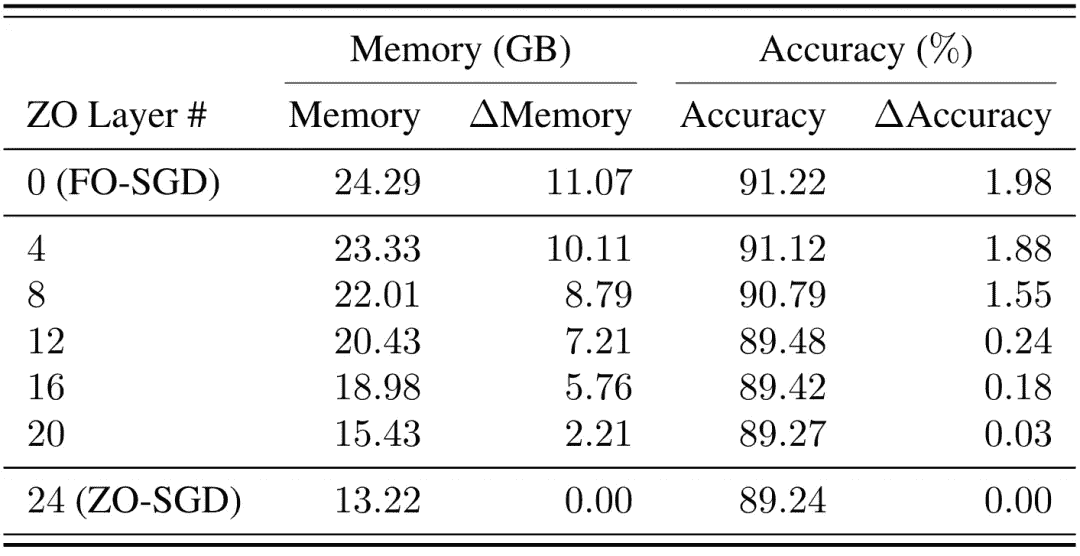 Memory (GB) Accuracy (%)
ZO Layer # Memory ΔMemory Accuracy ΔAccuracy
0 (FO-SGD) 24.29 11.07 91.22 1.98
4 23.33 10.11 91.12 1.88
8 22.01 8.79 90.79 1.55
12 20.43 7.21 89.48 0.24
16 18.98 5.76 89.42 0.18
20 15.43 2.21 89.27 0.03
24 (ZO-SGD) 13.22 0.00 89.24 0.00